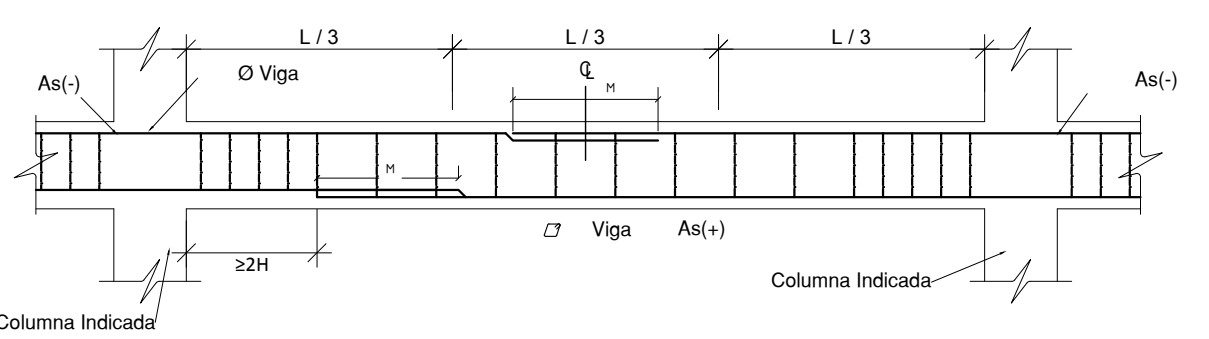 L / 3
L / 3
L / 3
As(-)
Ø Viga
℄
M
As(-)
M
Viga As(+)
≥2H
Columna Indicada
Columna Indicada